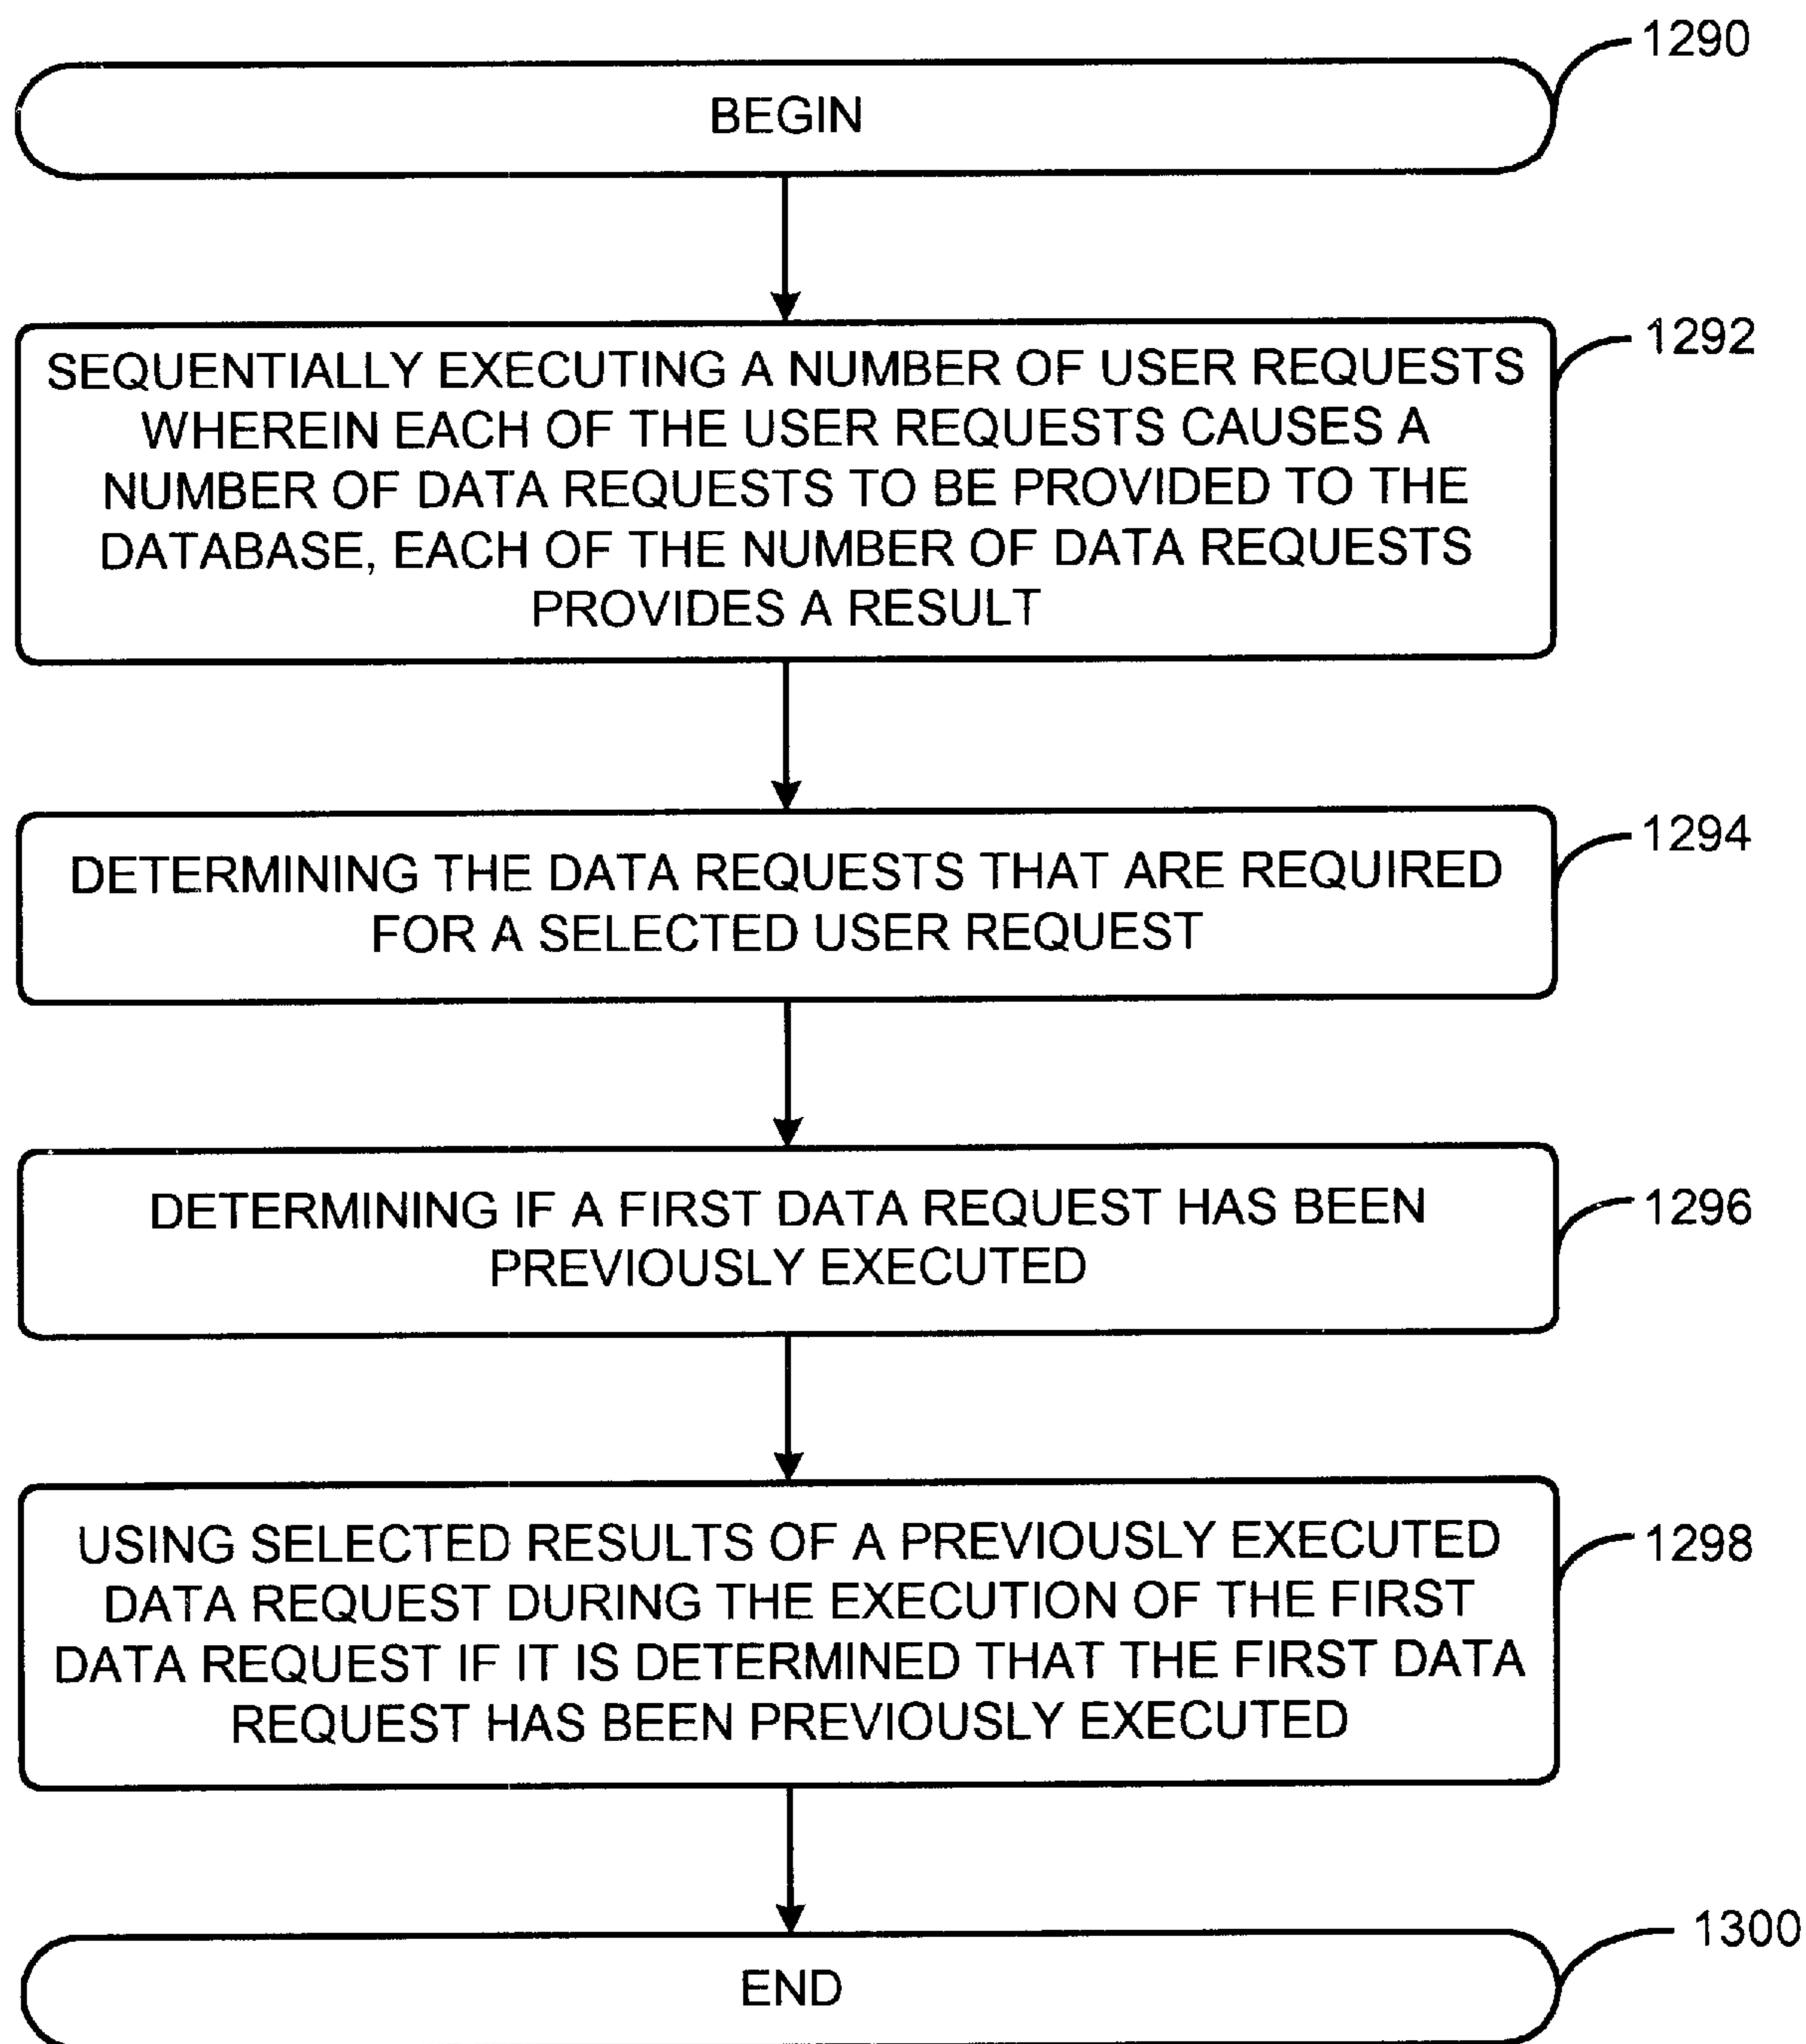 1290
BEGIN
1292
SEQUENTIALLY EXECUTING A NUMBER OF USER REQUESTS
WHEREIN EACH OF THE USER REQUESTS CAUSES A
NUMBER OF DATA REQUESTS TO BE PROVIDED TO THE
DATABASE, EACH OF THE NUMBER OF DATA REQUESTS
PROVIDES A RESULT
1294
DETERMINING THE DATA REQUESTS THAT ARE REQUIRED
FOR A SELECTED USER REQUEST
1296
DETERMINING IF A FIRST DATA REQUEST HAS BEEN
PREVIOUSLY EXECUTED
1298
USING SELECTED RESULTS OF A PREVIOUSLY EXECUTED
DATA REQUEST DURING THE EXECUTION OF THE FIRST
DATA REQUEST IF IT IS DETERMINED THAT THE FIRST DATA
REQUEST HAS BEEN PREVIOUSLY EXECUTED
1300
END